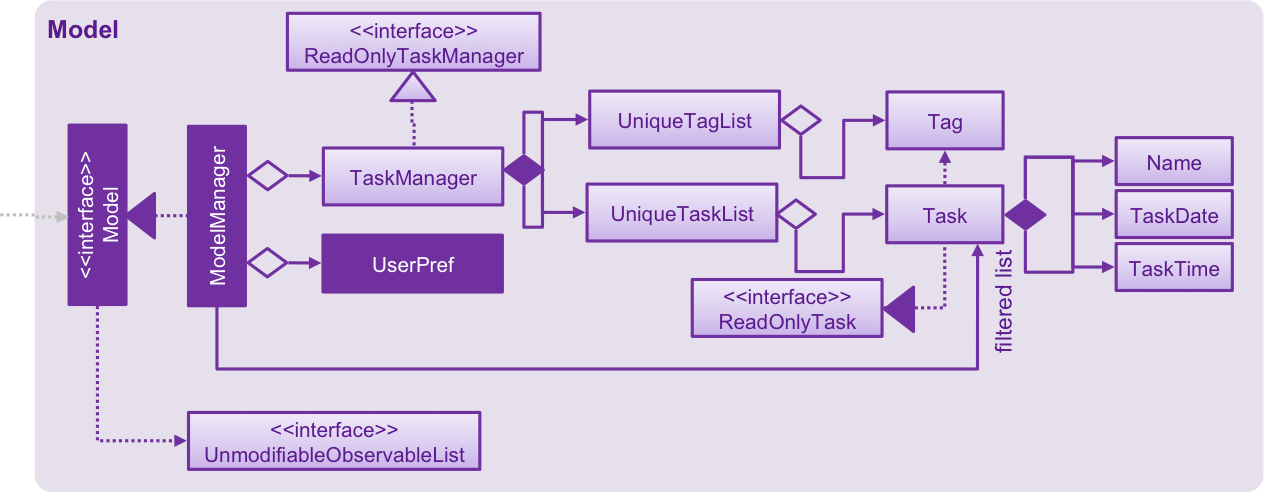 Model
<<interface>>
ReadOnlyTaskManager
<<interface>>
Model
ModelManager
TaskManager
UserPref
UniqueTagList
UniqueTaskList
Tag
Task
Name
TaskDate
TaskTime
<<interface>>
ReadOnlyTask
filtered list
<<interface>>
UnmodifiableObservableList